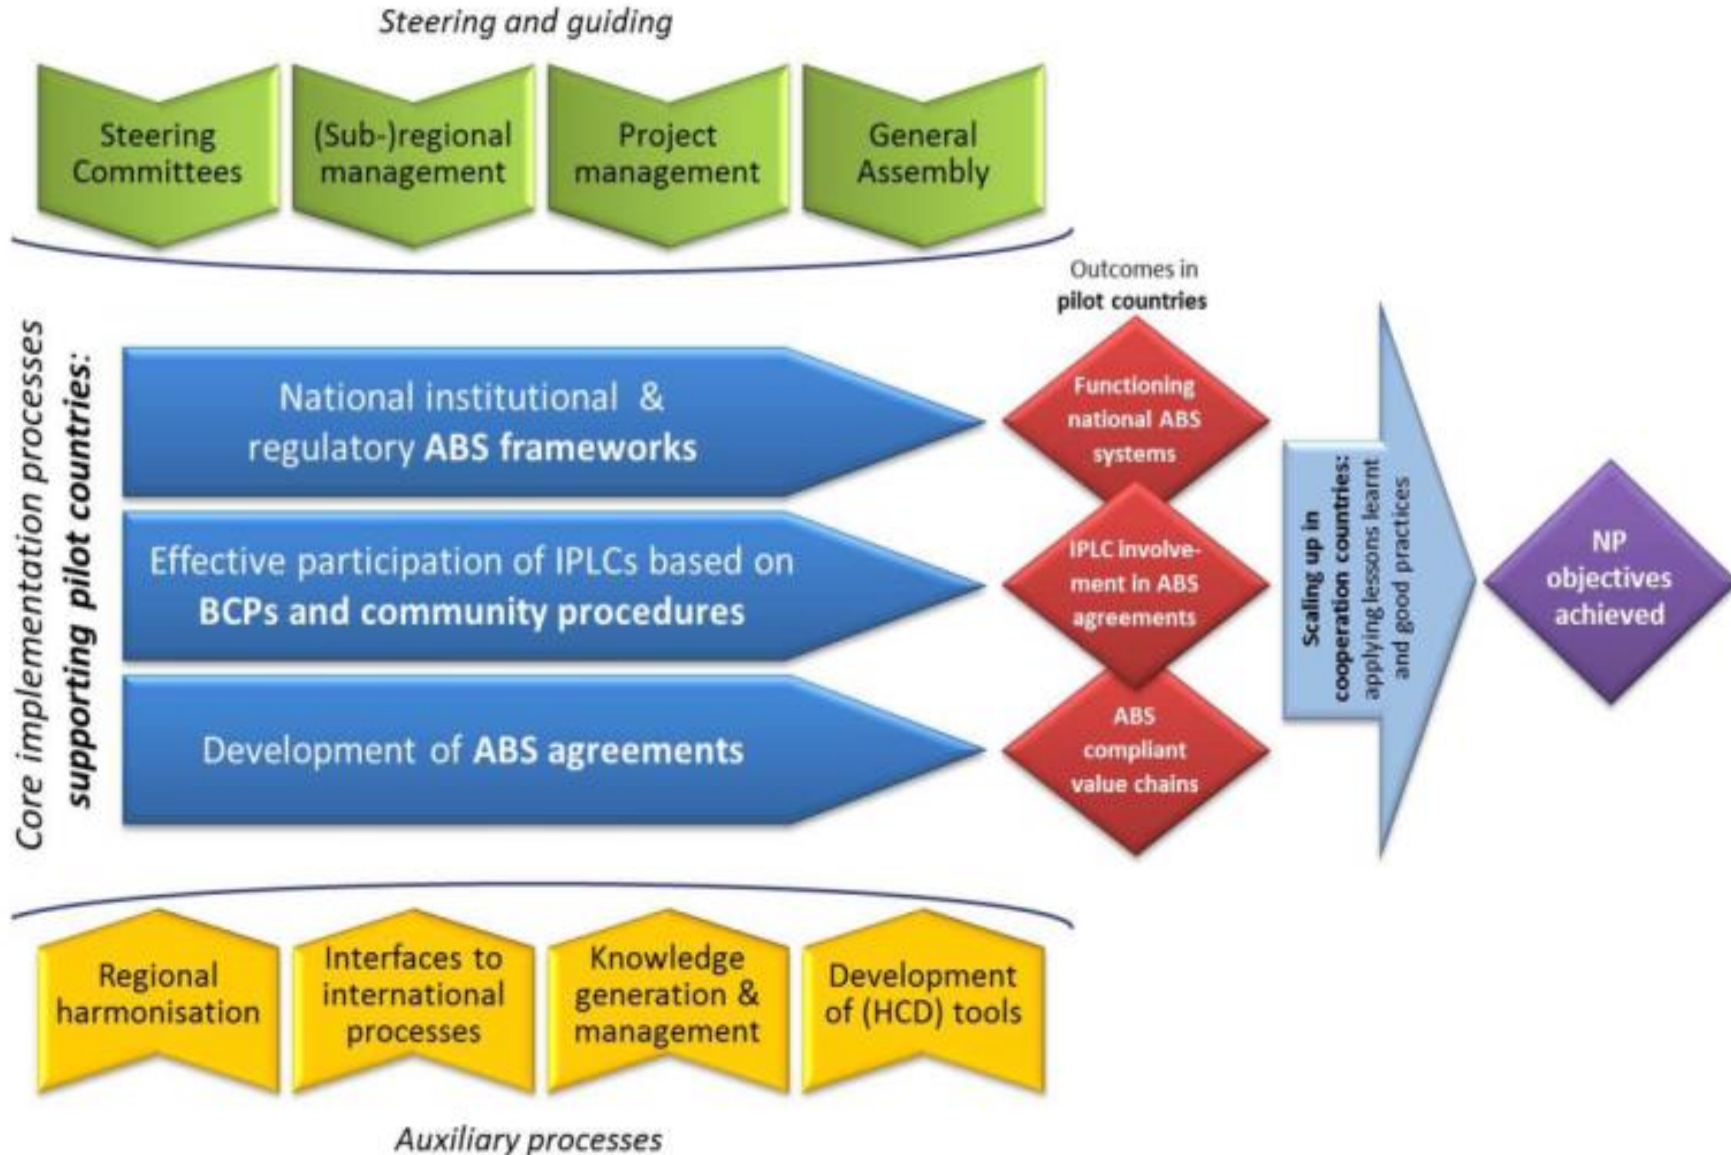 Steering and guiding
Steering
Committees
(Sub-)regional
management
Project
management
General
Assembly
Core implementation processes
supporting pilot countries:
National institutional &
regulatory ABS frameworks
Effective participation of IPLCs based on
BCPs and community procedures
Development of ABS agreements
Outcomes in
pilot countries
Functioning
national ABS
systems
IPLC involve-
ment in ABS
agreements
ABS
compliant
value chains
Scaling up in
cooperation countries:
applying lessons learnt
and good practices
NP
objectives
achieved
Regional
harmonisation
Interfaces to
international
processes
Knowledge
generation &
management
Development
of (HCD) tools
Auxiliary processes